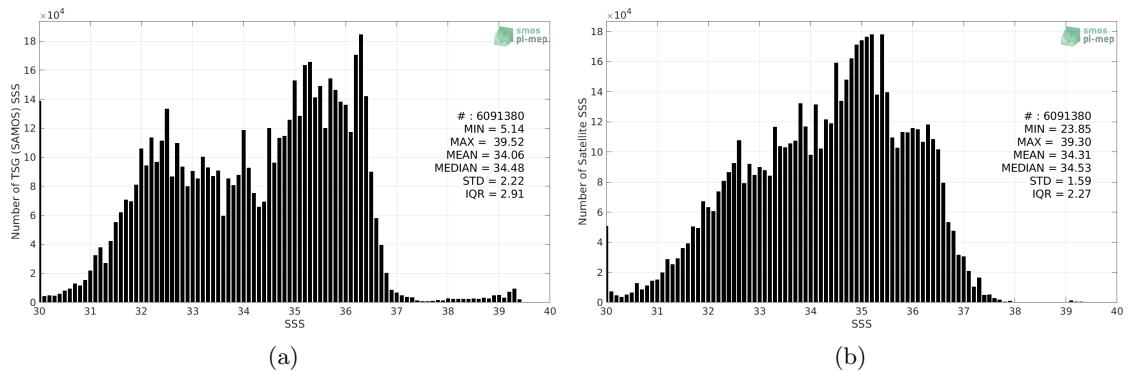 ×10⁴
18
16
14
12
10
8
6
4
2
0
Number of TSG (SAMOS) SSS
smos
pi-mep
# : 6091380
MIN = 5.14
MAX = 39.52
MEAN = 34.06
MEDIAN = 34.48
STD = 2.22
IQR = 2.91
30 31 32 33 34 35 36 37 38 39 40
SSS
(a)
×10⁴
18
16
14
12
10
8
6
4
2
0
Number of Satellite SSS
smos
pi-mep
# : 6091380
MIN = 23.85
MAX = 39.30
MEAN = 34.31
MEDIAN = 34.53
STD = 1.59
IQR = 2.27
30 31 32 33 34 35 36 37 38 39 40
SSS
(b)